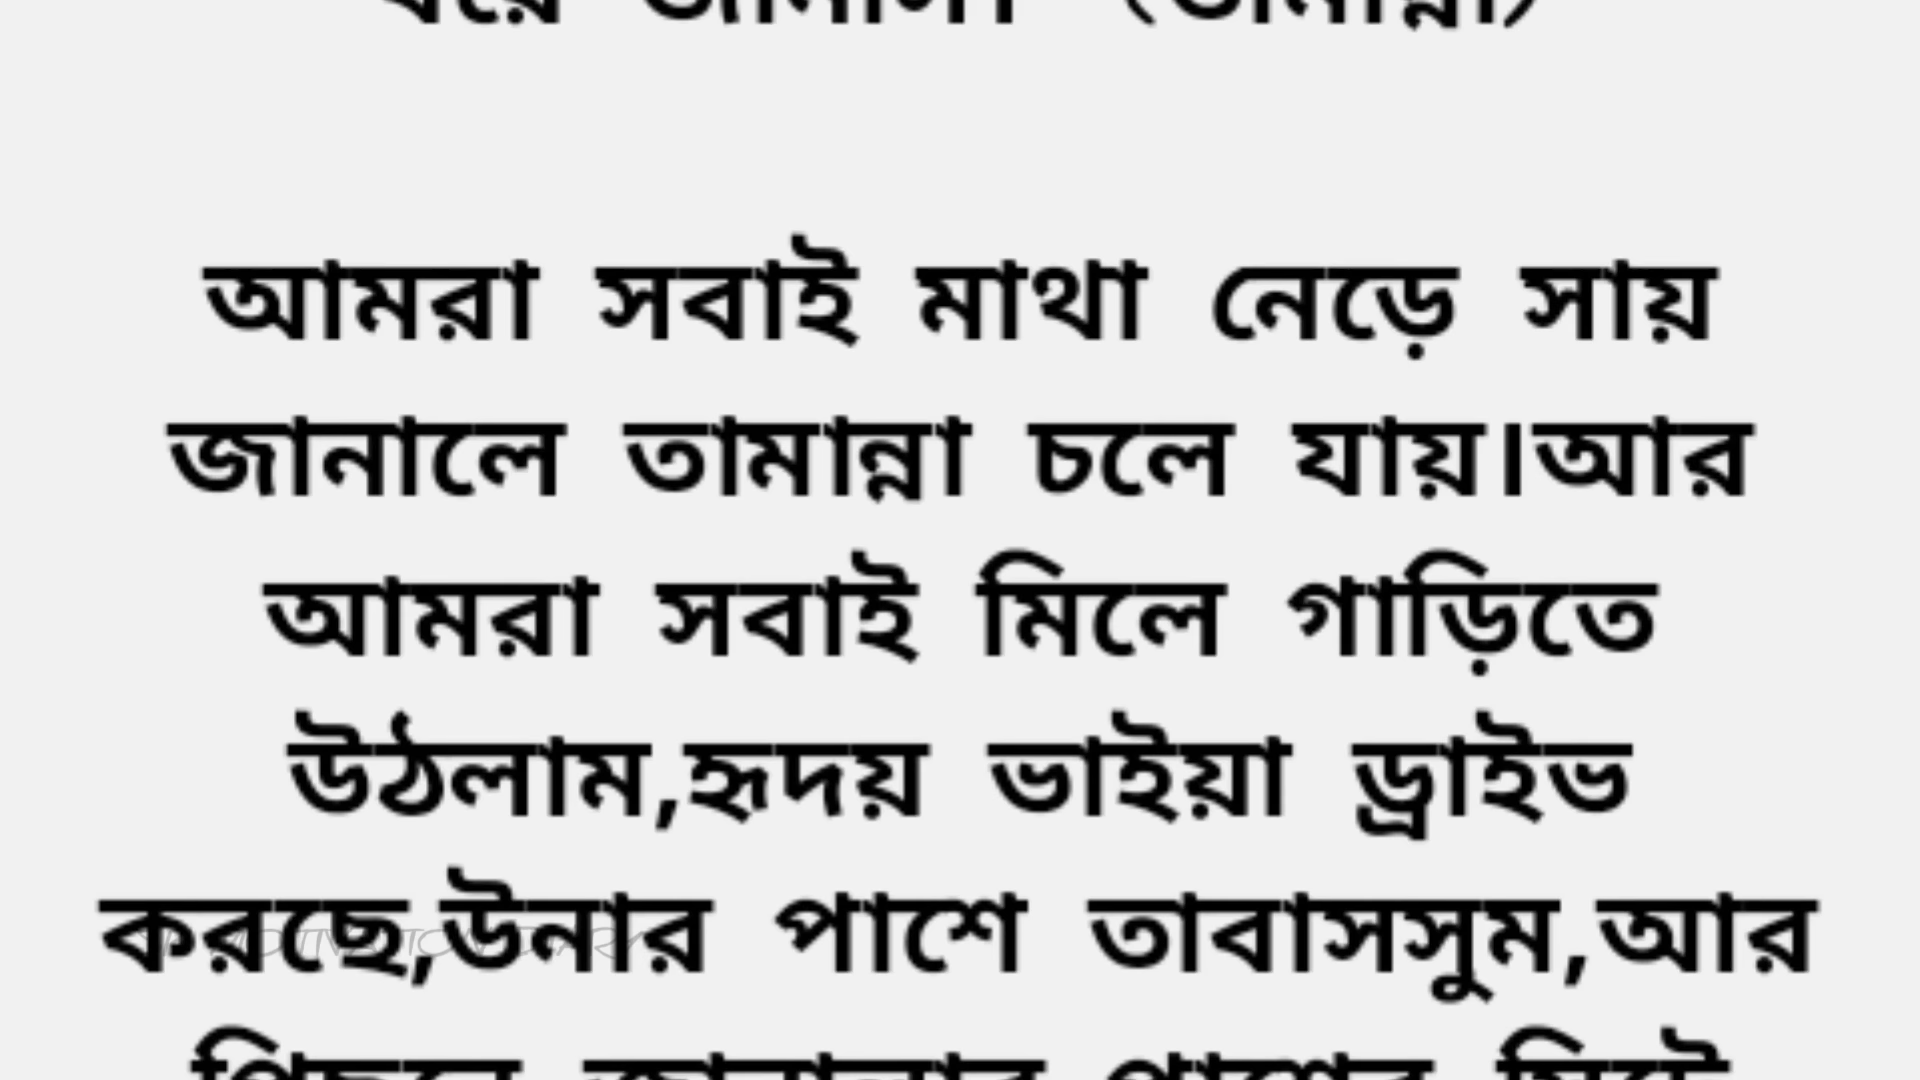 আমরা সবাই মাথা নেড়ে সায়
জানালে তামান্না চলে যায়।আর
আমরা সবাই মিলে গাড়িতে
উঠলাম,হৃদয় ভাইয়া ড্রাইভ
করছে,উনার পাশে তাবাসসুম,আর